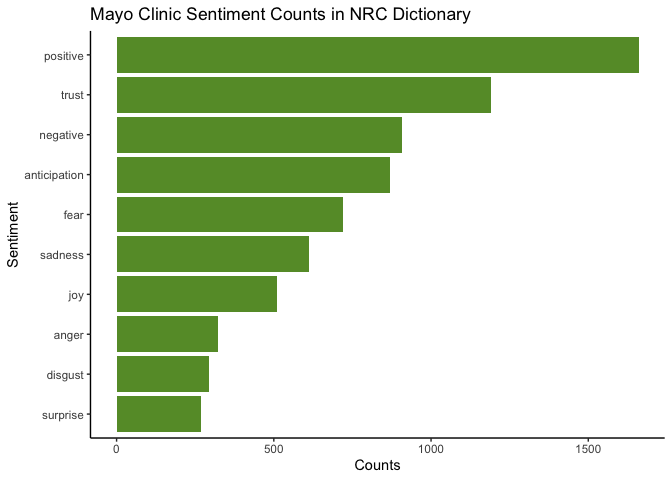 Mayo Clinic Sentiment Counts in NRC Dictionary
Sentiment
positive
trust
negative
anticipation
fear
sadness
joy
anger
disgust
surprise
0 500 1000 1500
Counts